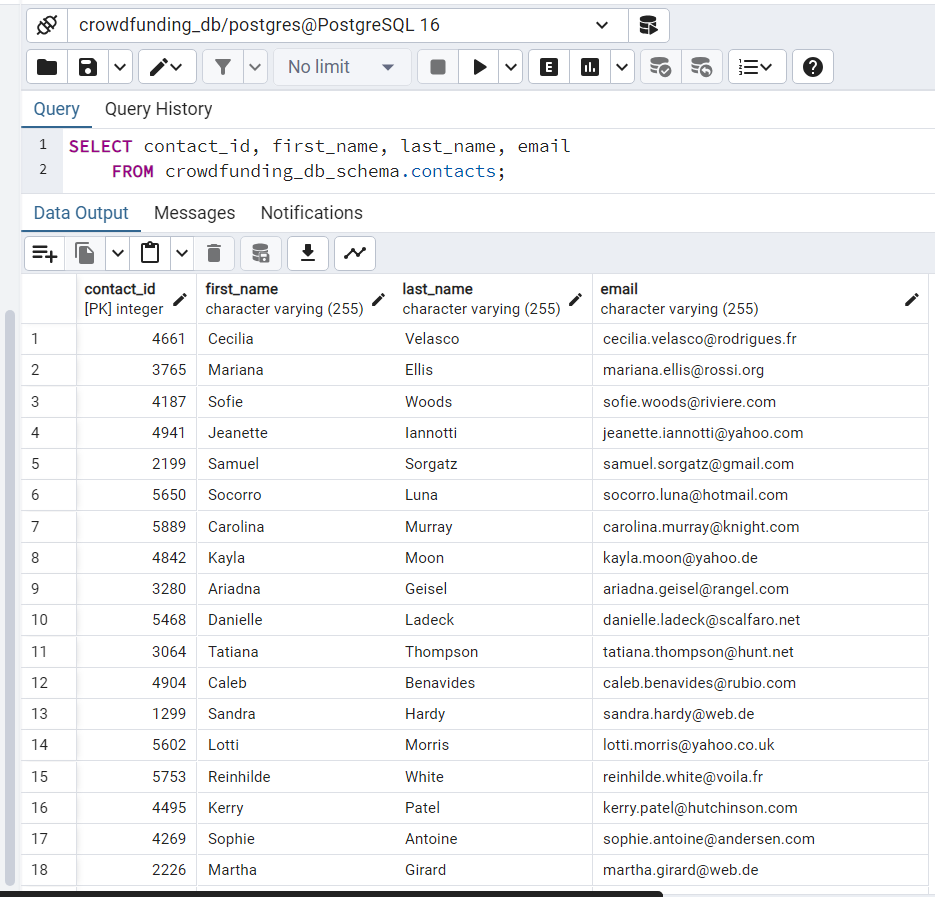 crowdfunding_db/postgres@PostgreSQL 16
No limit
E
Query Query History
1 SELECT contact_id, first_name, last_name, email
2 FROM crowdfunding_db_schema.contacts;
Data Output Messages Notifications
contact_id first_name last_name email
[PK] integer character varying (255) character varying (255) character varying (255)
1 4661 Cecilia Velasco cecilia.velasco@rodrigues.fr
2 3765 Mariana Ellis mariana.ellis@rossi.org
3 4187 Sofie Woods sofie.woods@riviere.com
4 4941 Jeanette Iannotti jeanette.iannotti@yahoo.com
5 2199 Samuel Sorgatz samuel.sorgatz@gmail.com
6 5650 Socorro Luna socorro.luna@hotmail.com
7 5889 Carolina Murray carolina.murray@knight.com
8 4842 Kayla Moon kayla.moon@yahoo.de
9 3280 Ariadna Geisel ariadna.geisel@rangel.com
10 5468 Danielle Ladeck danielle.ladeck@scalfaro.net
11 3064 Tatiana Thompson tatiana.thompson@hunt.net
12 4904 Caleb Benavides caleb.benavides@rubio.com
13 1299 Sandra Hardy sandra.hardy@web.de
14 5602 Lotti Morris lotti.morris@yahoo.co.uk
15 5753 Reinhilde White reinhilde.white@voila.fr
16 4495 Kerry Patel kerry.patel@hutchinson.com
17 4269 Sophie Antoine sophie.antoine@andersen.com
18 2226 Martha Girard martha.girard@web.de